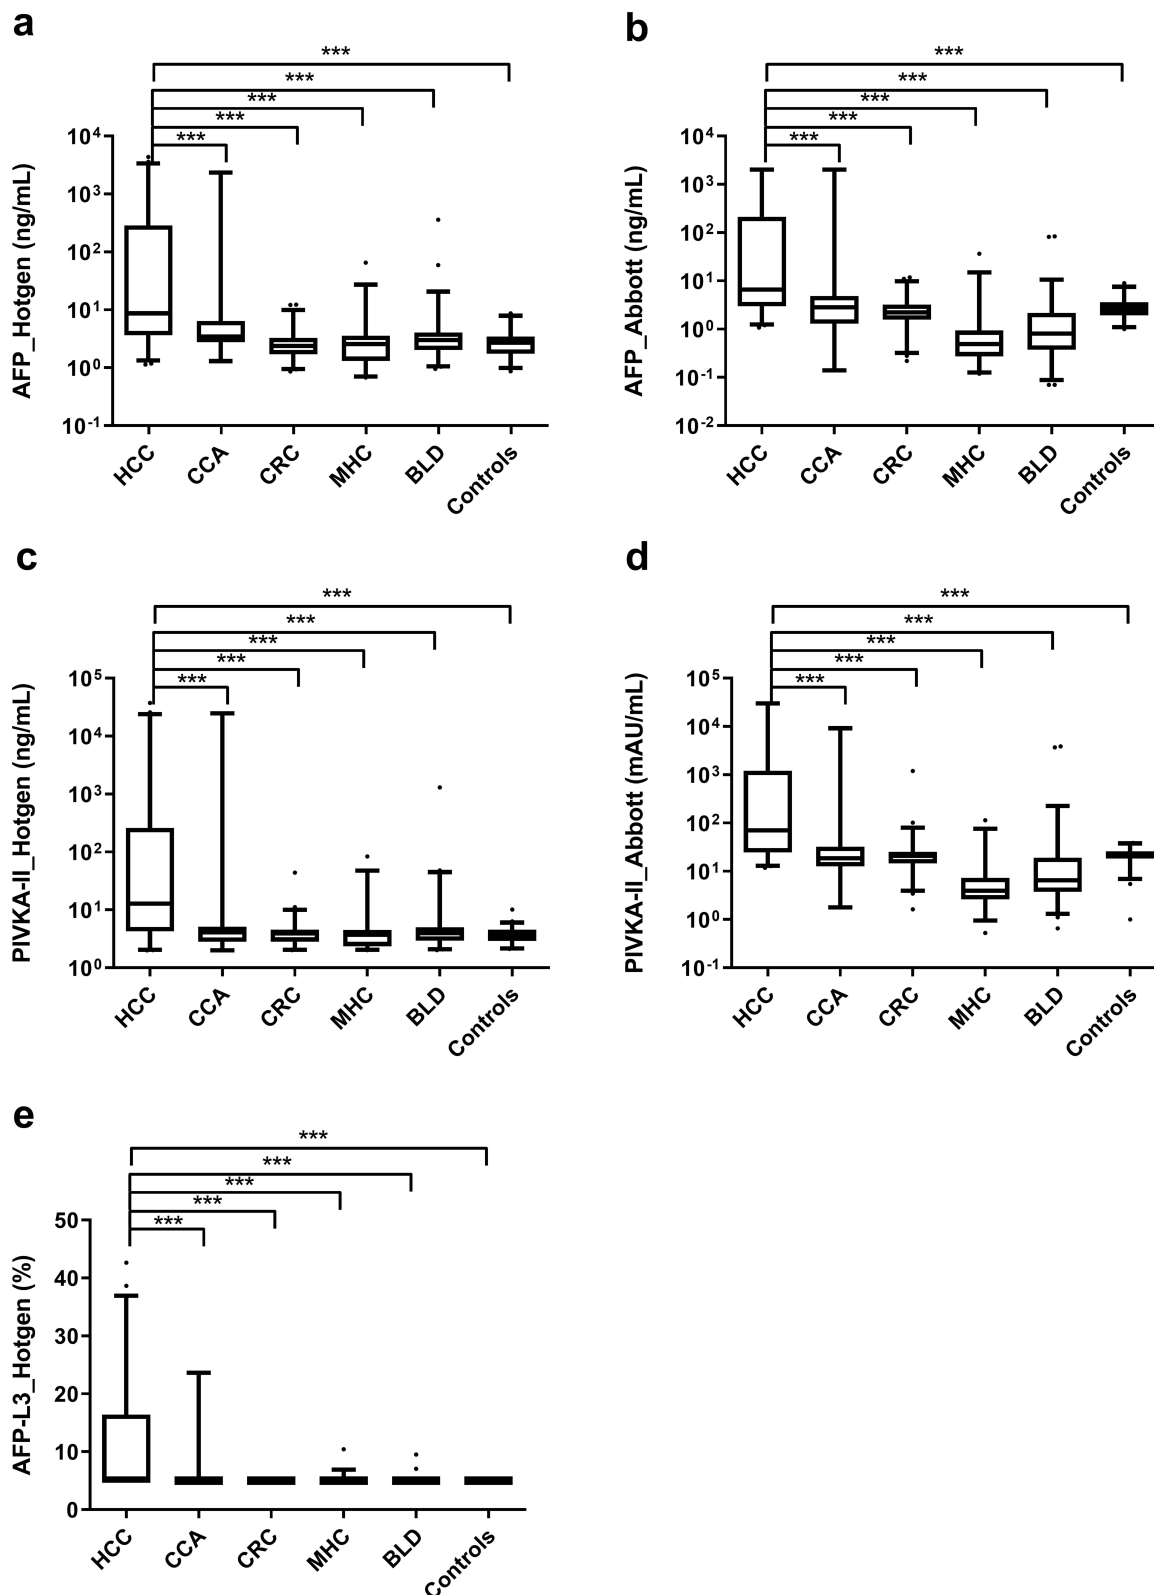 a
***
***
***
***
***
AFP_Hotgen (ng/mL)
10⁴
10³
10²
10¹
10⁰
10⁻¹
HCC
CCA
CRC
MHC
BLD
Controls
b
***
***
***
***
***
AFP_Abbott (ng/mL)
10⁴
10³
10²
10¹
10⁰
10⁻¹
10⁻²
HCC
CCA
CRC
MHC
BLD
Controls
c
***
***
***
***
***
PIVKA-II_Hotgen (ng/mL)
10⁵
10⁴
10³
10²
10¹
10⁰
HCC
CCA
CRC
MHC
BLD
Controls
d
***
***
***
***
***
PIVKA-II_Abbott (mAU/mL)
10⁵
10⁴
10³
10²
10¹
10⁰
10⁻¹
HCC
CCA
CRC
MHC
BLD
Controls
e
***
***
***
***
***
AFP-L3_Hotgen (%)
50
40
30
20
10
0
HCC
CCA
CRC
MHC
BLD
Controls